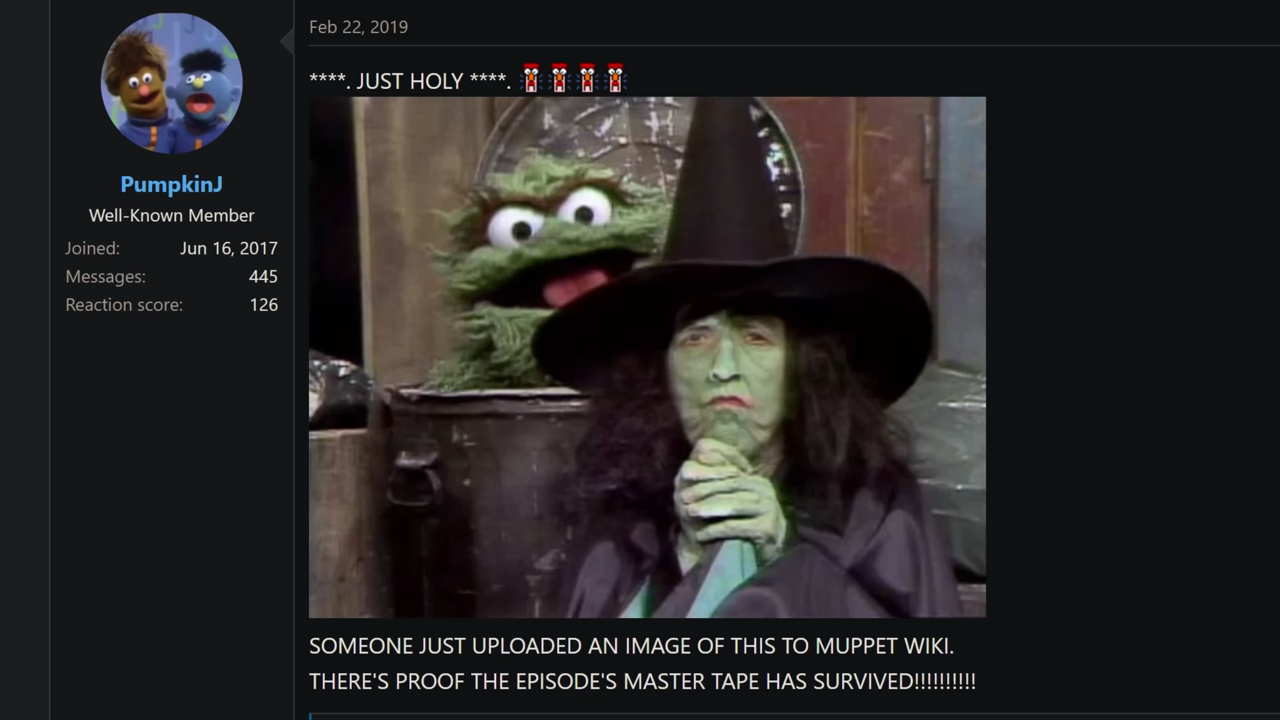 Feb 22, 2019
****. JUST HOLY ****.
PumpkinJ
Well-Known Member
Joined: Jun 16, 2017
Messages: 445
Reaction score: 126
SOMEONE JUST UPLOADED AN IMAGE OF THIS TO MUPPET WIKI.
THERE'S PROOF THE EPISODE'S MASTER TAPE HAS SURVIVED!!!!!!!!!!